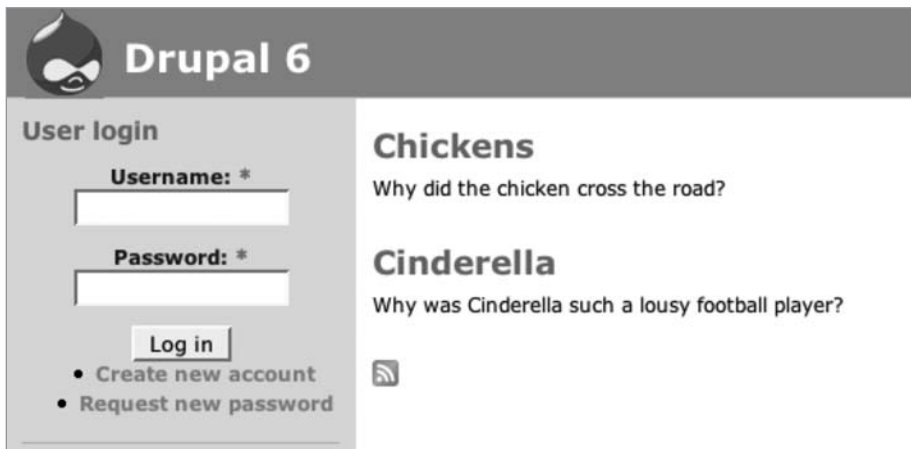 Drupal 6
User login
Username: *
Password: *
Log in
Create new account
Request new password
Chickens
Why did the chicken cross the road?
Cinderella
Why was Cinderella such a lousy football player?